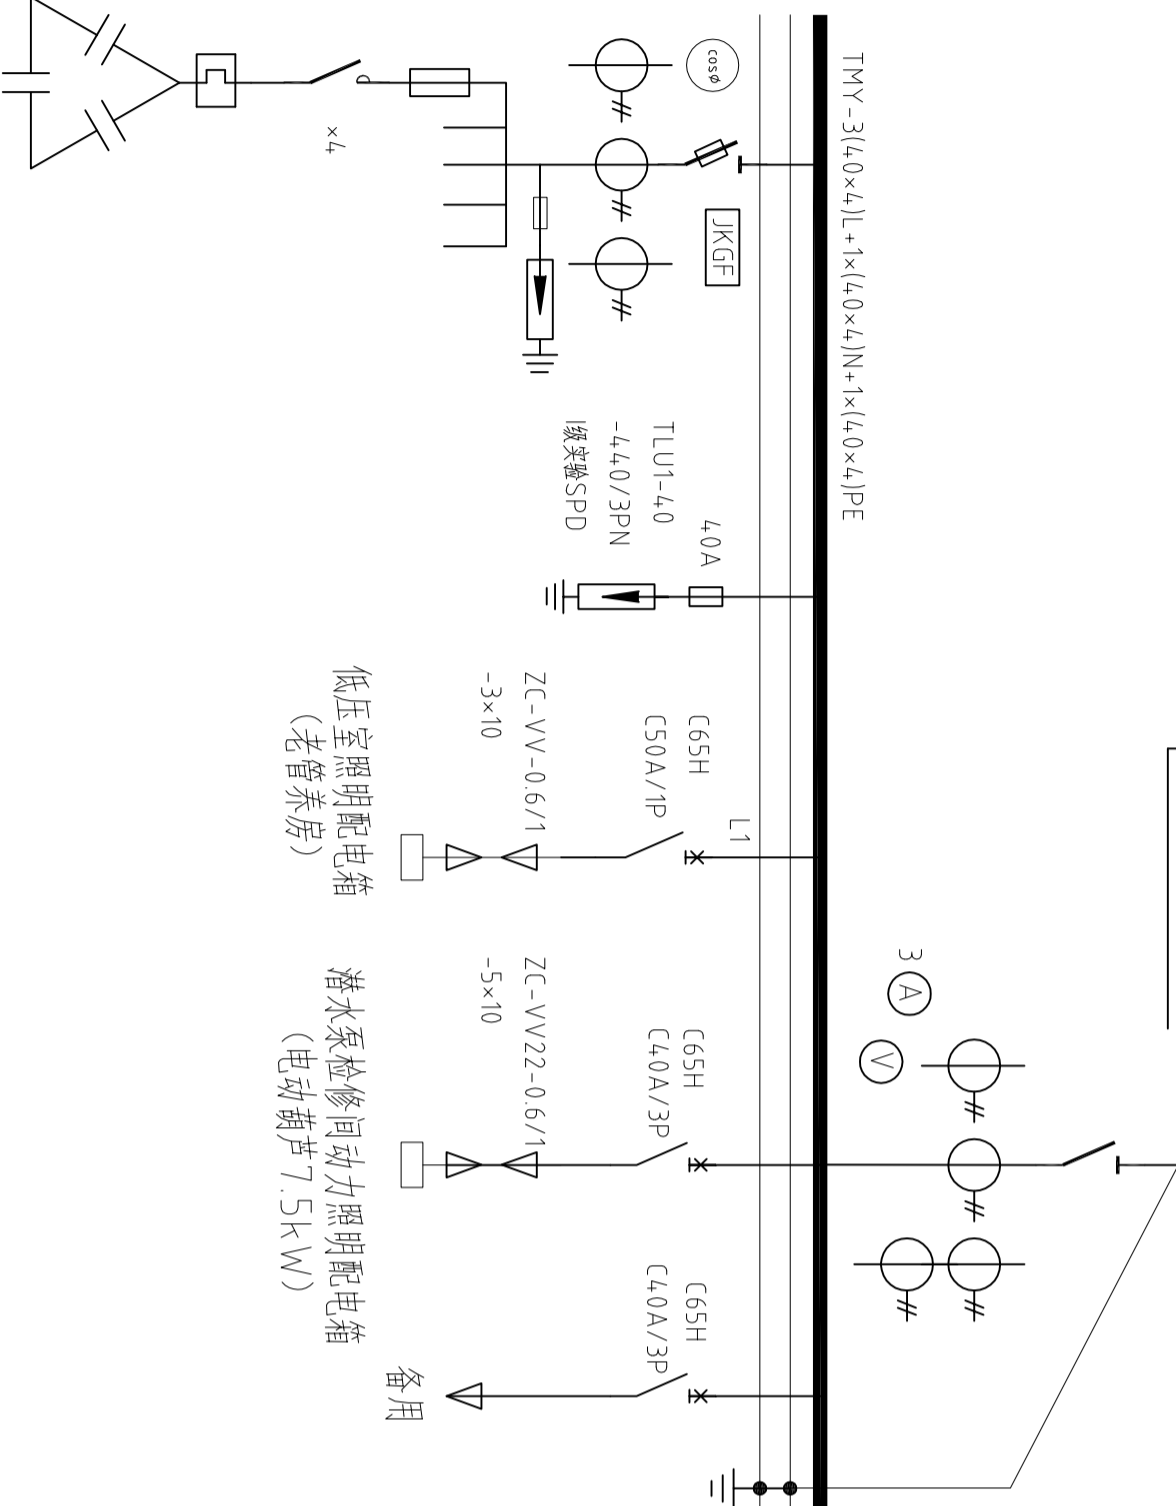 TMY-3(40×4)L+1×(40×4)N+1×(40×4)PE
cosø
JKGF
×4
40A
TLU1-40
-440/3PN
I级实验SPD
L1
C65H
C50A/1P
ZC-VV-0.6/1
-3×10
低压室照明配电箱
(老管养房)
3
A
V
C65H
C40A/3P
ZC-VV22-0.6/1
-5×10
潜水泵检修间动力照明配电箱
(电动葫芦7.5kW)
C65H
C40A/3P
备用